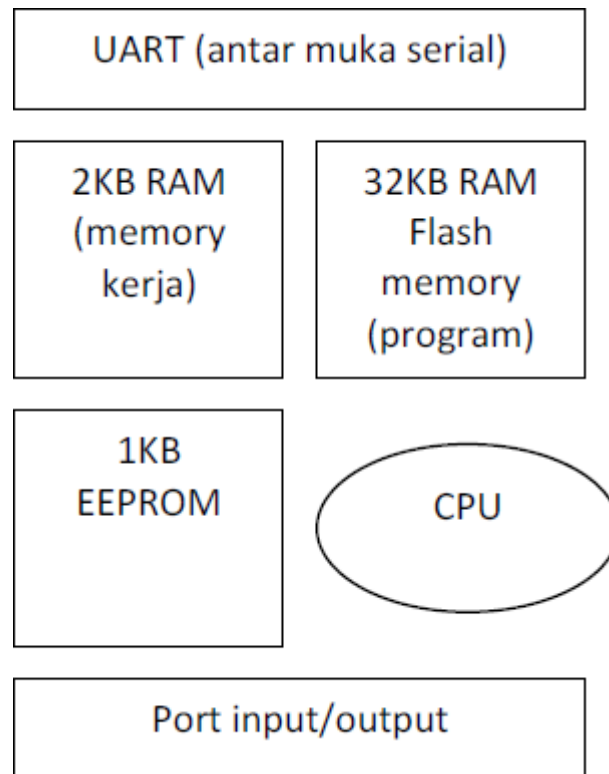 UART (antar muka serial)
2KB RAM
(memory
kerja)
32KB RAM
Flash
memory
(program)
1KB
EEPROM
CPU
Port input/output